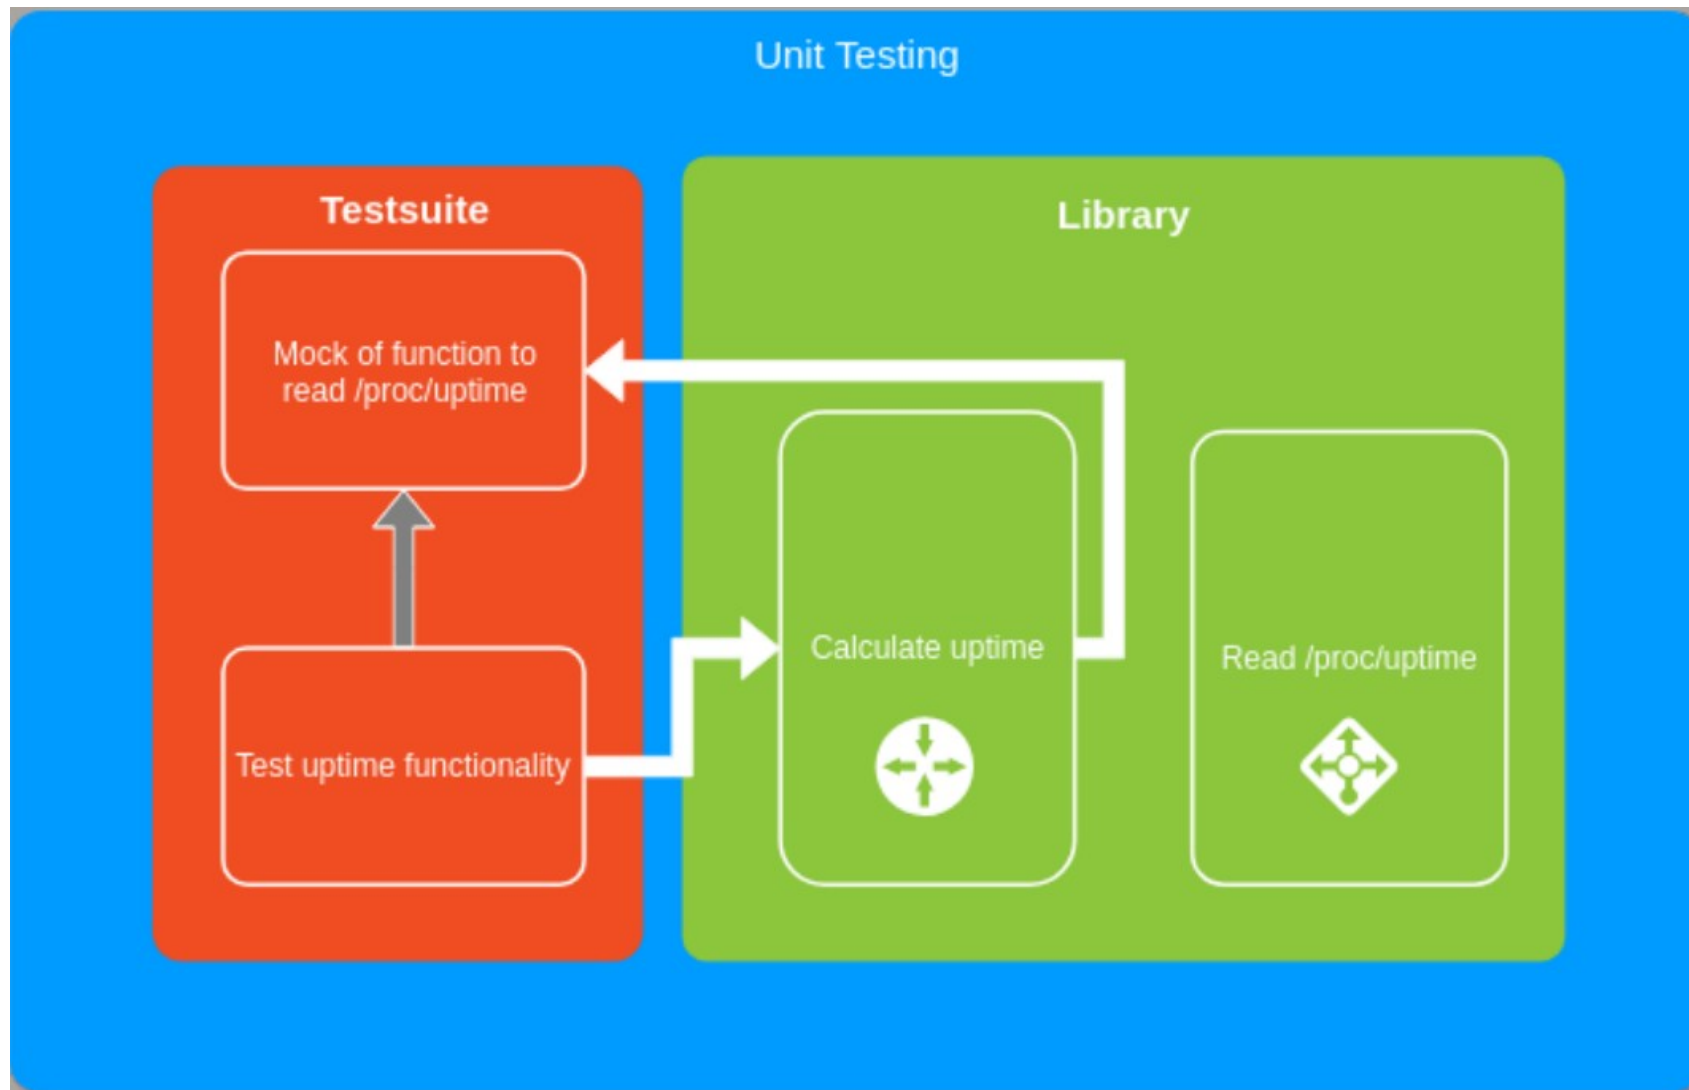 Unit Testing
Testsuite
Mock of function to
read /proc/uptime
Test uptime functionality
Library
Calculate uptime
Read /proc/uptime